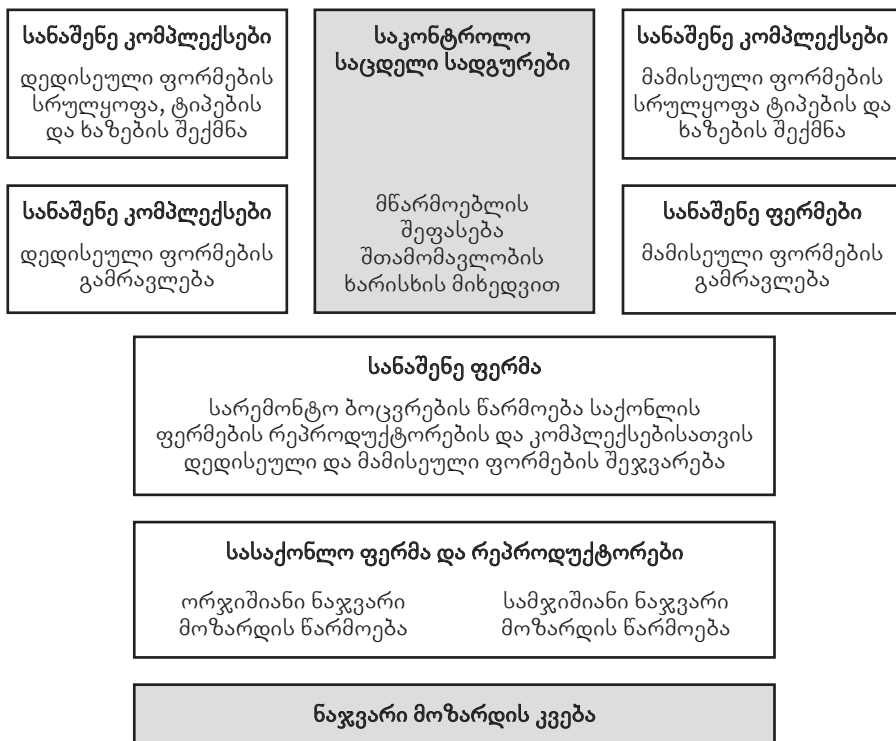 სანაშენე კომპლექსები
დედისეული ფორმების
სრულყოფა, ტიპების
და ხაზების შექმნა
საკონტროლო
საცდელი სადგურები
მწარმოებლის
შეფასება
შთამომავლობის
ხარისხის მიხედვით
სანაშენე კომპლექსები
მამისეული ფორმების
სრულყოფა ტიპების და
ხაზების შექმნა
სანაშენე კომპლექსები
დედისეული ფორმების
გამრავლება
სანაშენე ფერმები
მამისეული ფორმების
გამრავლება
სანაშენე ფერმა
სარემონტო ბოცვრების წარმოება საქონლის
ფერმების რეპროდუქტორების და კომპლექსებისათვის
დედისეული და მამისეული ფორმების შეჯვარება
სასაქონლო ფერმა და რეპროდუქტორები
ორჯიშიანი ნაჯვარი
მოზარდის წარმოება
სამჯიშიანი ნაჯვარი
მოზარდის წარმოება
ნაჯვარი მოზარდის კვება